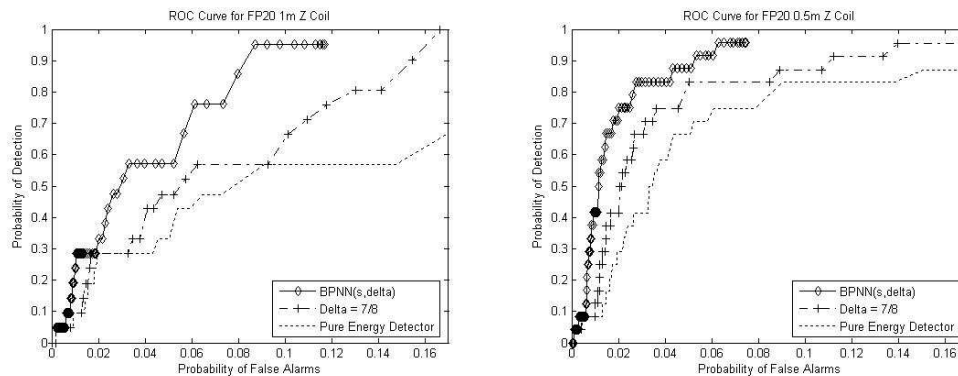 ROC Curve for FP20 1m Z Coil
1
0.9
0.8
0.7
0.6
0.5
0.4
0.3
0.2
0.1
0
Probability of Detection
BPNN(s,delta)
Delta = 7/8
Pure Energy Detector
0 0.02 0.04 0.06 0.08 0.1 0.12 0.14 0.16
Probability of False Alarms
ROC Curve for FP20 0.5m Z Coil
1
0.9
0.8
0.7
0.6
0.5
0.4
0.3
0.2
0.1
0
Probability of Detection
BPNN(s,delta)
Delta = 7/8
Pure Energy Detector
0 0.02 0.04 0.06 0.08 0.1 0.12 0.14 0.16
Probability of False Alarms